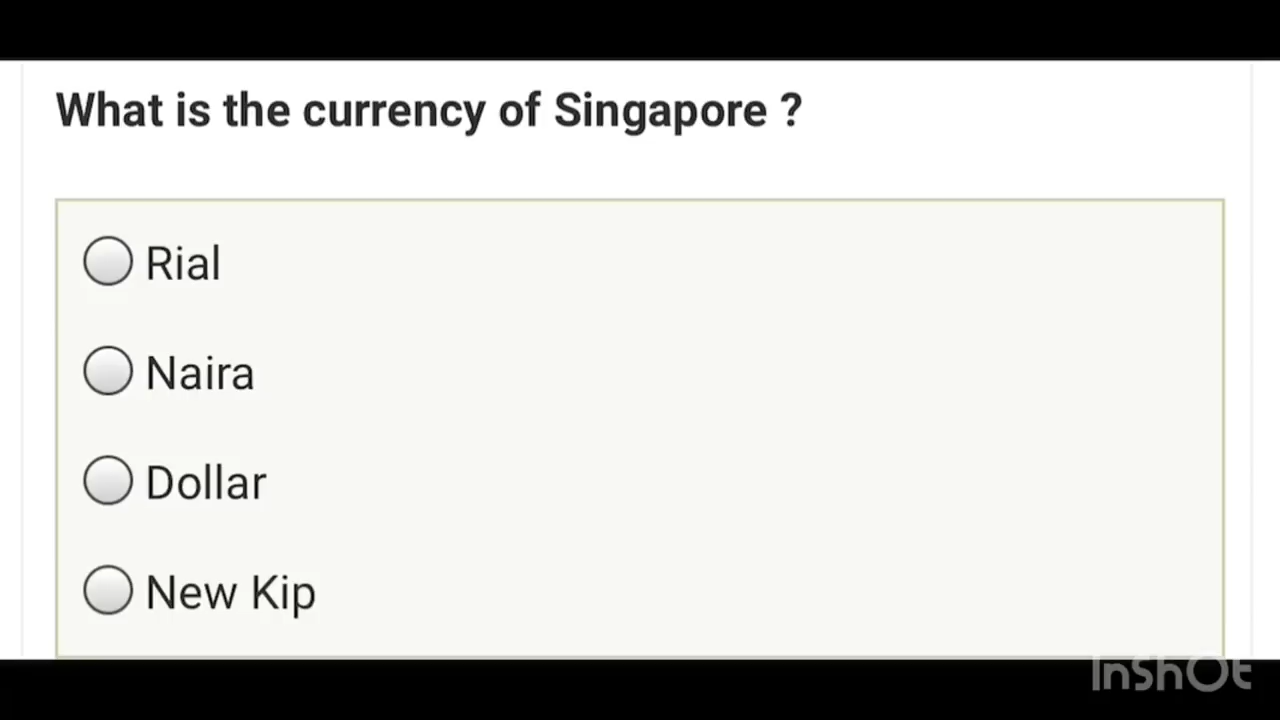 What is the currency of Singapore ?
Rial
Naira
Dollar
New Kip
InShOt